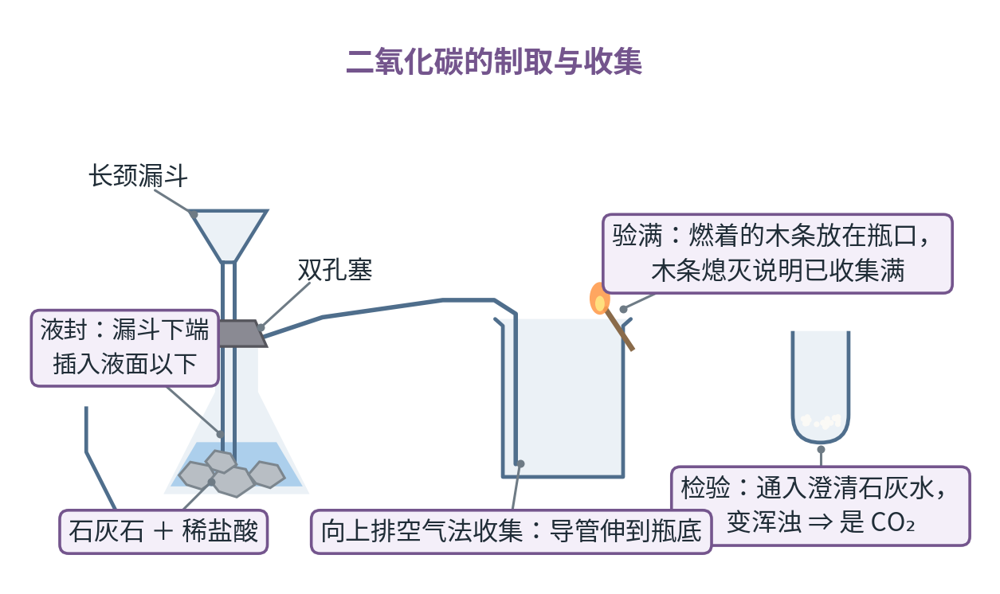 二氧化碳的制取与收集
长颈漏斗
双孔塞
验满：燃着的木条放在瓶口，
木条熄灭说明已收集满
液封：漏斗下端
插入液面以下
检验：通入澄清石灰水，
变浑浊 ⇒ 是 CO₂
石灰石 ＋ 稀盐酸
向上排空气法收集：导管伸到瓶底